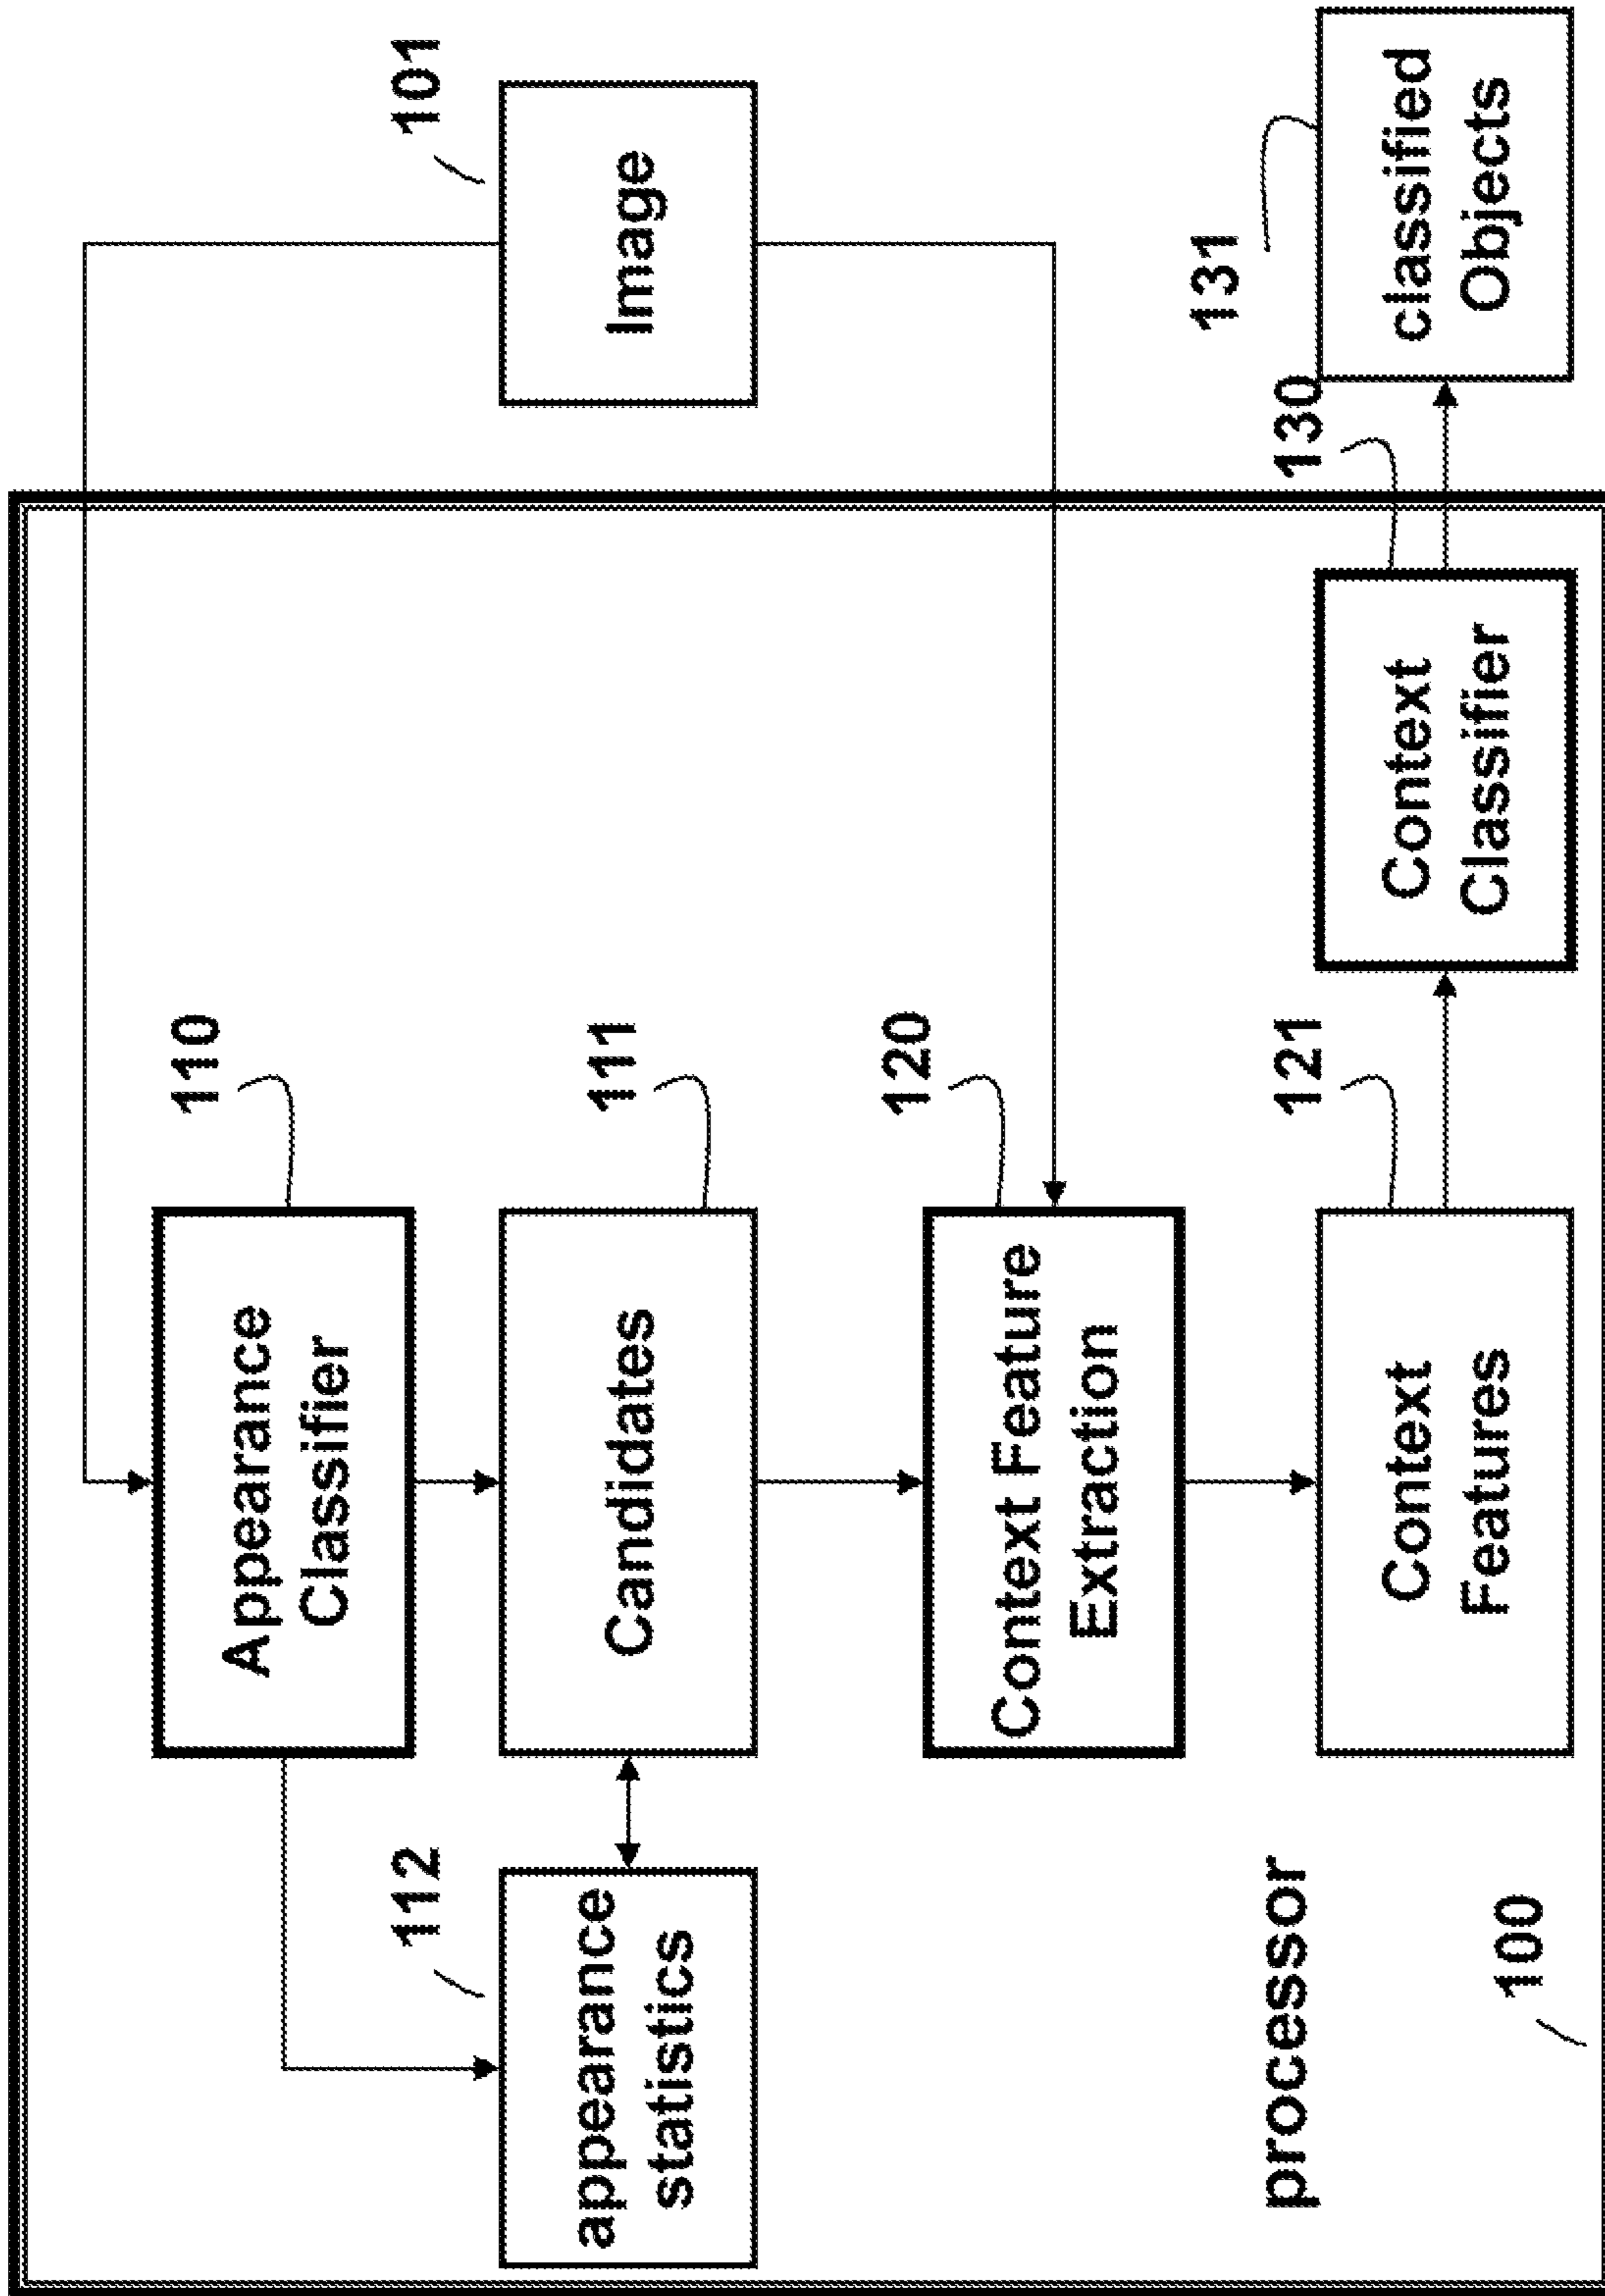 110
Appearance
Classifier
101
Image
112
appearance
statistics
111
Candidates
120
Context Feature
Extraction
121
Context
Features
130
Context
Classifier
131
classified
Objects
processor
100